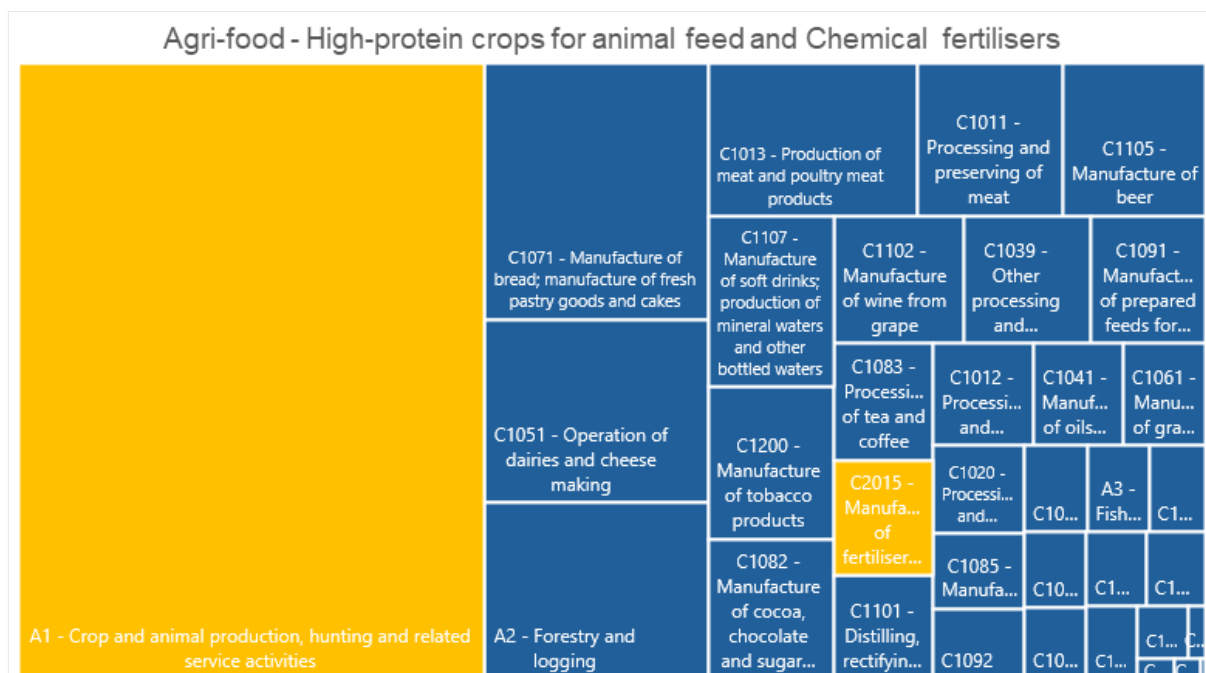 Agri-food - High-protein crops for animal feed and Chemical fertilisers
A1 - Crop and animal production, hunting and related
service activities
C1071 - Manufacture of
bread; manufacture of fresh
pastry goods and cakes
C1051 - Operation of
dairies and cheese
making
A2 - Forestry and
logging
C1013 - Production of
meat and poultry meat
products
C1011 -
Processing and
preserving of
meat
C1105 -
Manufacture of
beer
C1107 -
Manufacture
of soft drinks;
production of
mineral waters
and other
bottled waters
C1102 -
Manufacture
of wine from
grape
C1039 -
Other
processing
and...
C1091 -
Manufact...
of prepared
feeds for...
C1200 -
Manufacture
of tobacco
products
C1082 -
Manufacture
of cocoa,
chocolate
and sugar...
C1083 -
Processi...
of tea and
coffee
C2015 -
Manufa...
of
fertiliser...
C1101 -
Distilling,
rectifyin...
C1012 -
Processi...
and...
C1041 -
Manuf...
of oils...
C1061 -
Manu...
of gra...
C1020 -
Processi...
and...
C10...
A3 -
Fish...
C1...
C1085 -
Manufa...
C10...
C1...
C1...
C1092
C10...
C1...
C1...
C...